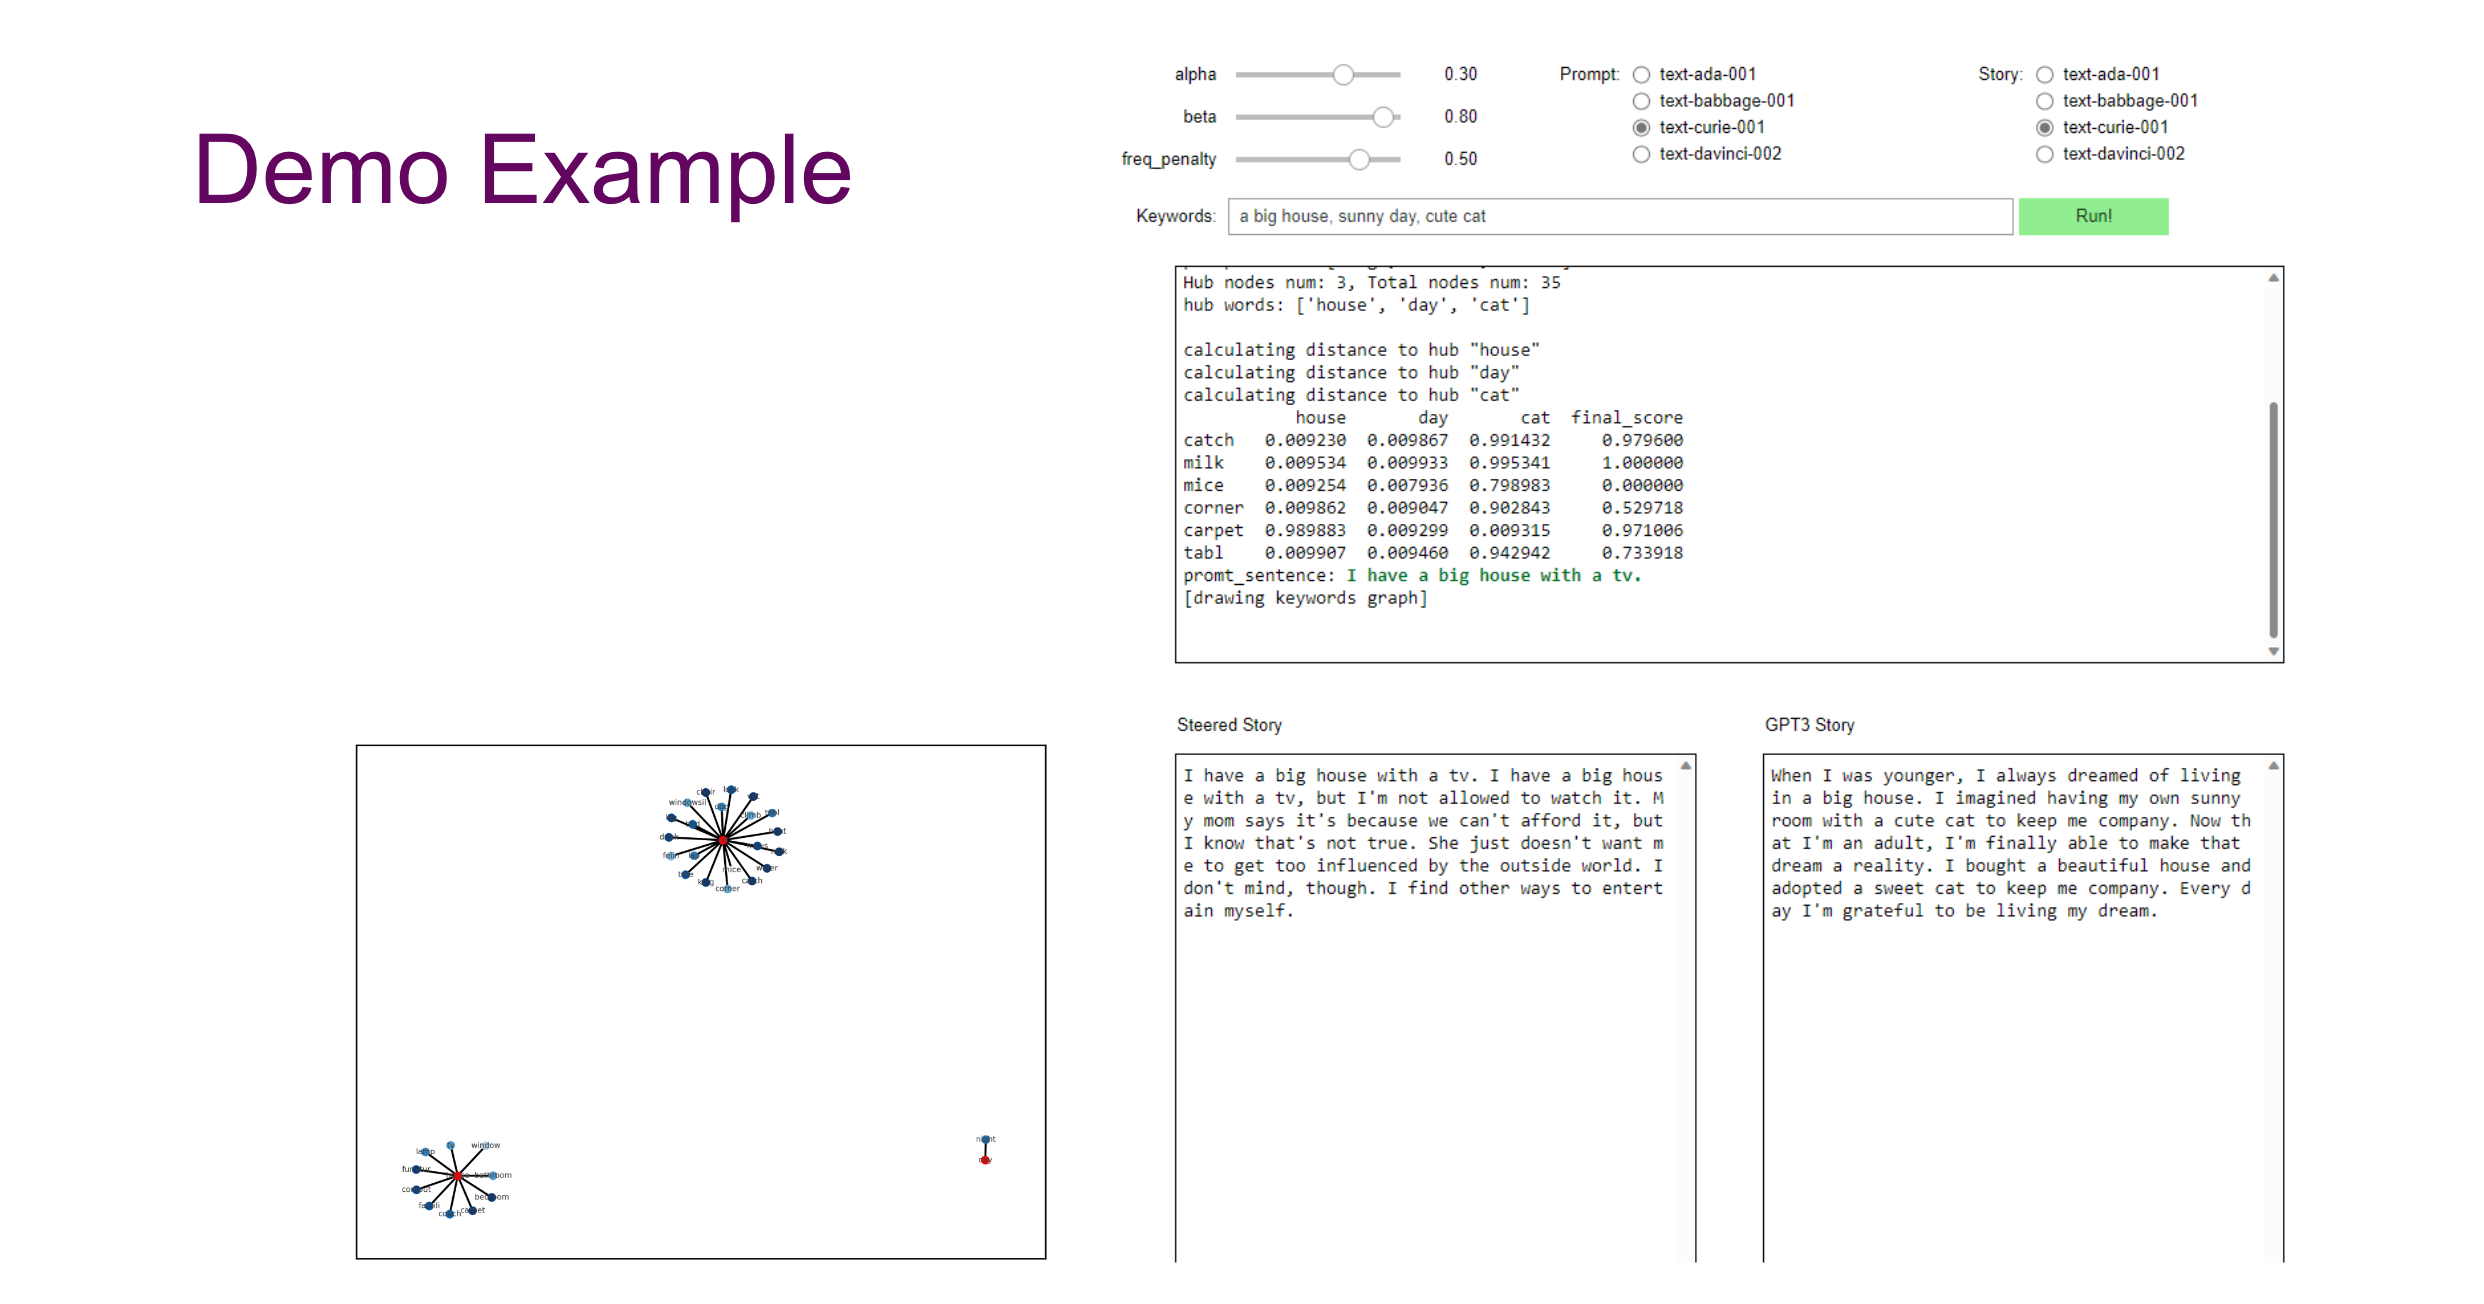 Demo Example
alpha 0.30
beta 0.80
freq_penalty 0.50
Prompt:
text-ada-001
text-babbage-001
text-curie-001
text-davinci-002
Story:
text-ada-001
text-babbage-001
text-curie-001
text-davinci-002
Keywords: a big house, sunny day, cute cat
Run!
Hub nodes num: 3, Total nodes num: 35
hub words: ['house', 'day', 'cat']
calculating distance to hub "house"
calculating distance to hub "day"
calculating distance to hub "cat"
house day cat final_score
catch 0.009230 0.009867 0.991432 0.979600
milk 0.009534 0.009933 0.995341 1.000000
mice 0.009254 0.007936 0.798983 0.000000
corner 0.009862 0.009047 0.902843 0.529718
carpet 0.989883 0.009299 0.009315 0.971006
tabl 0.009907 0.009460 0.942942 0.733918
promt_sentence: I have a big house with a tv.
[drawing keywords graph]
Steered Story
I have a big house with a tv. I have a big hous
e with a tv, but I'm not allowed to watch it. M
y mom says it's because we can't afford it, but
I know that's not true. She just doesn't want m
e to get too influenced by the outside world. I
don't mind, though. I find other ways to entert
ain myself.
GPT3 Story
When I was younger, I always dreamed of living
in a big house. I imagined having my own sunny
room with a cute cat to keep me company. Now th
at I'm an adult, I'm finally able to make that
dream a reality. I bought a beautiful house and
adopted a sweet cat to keep me company. Every d
ay I'm grateful to be living my dream.
windowsil
climb
mice
water
catch
corner
night
day
lamp
tv
window
bathroom
bedroom
carpet
couch